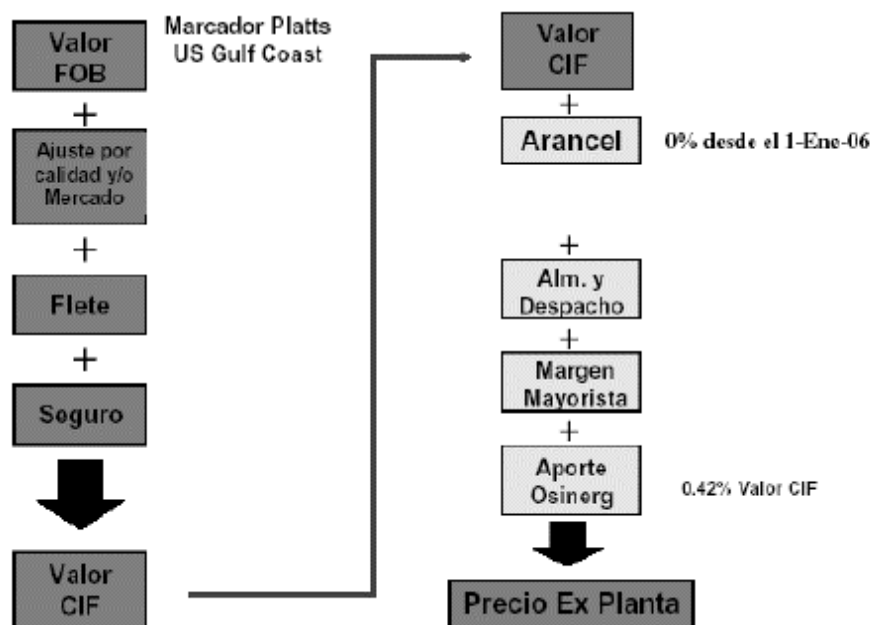 Valor
FOB
Marcador Platts
US Gulf Coast
+
Ajuste por
calidad y/o
Mercado
+
Flete
+
Seguro
Valor
CIF
Valor
CIF
+
Arancel
0% desde el 1-Ene-06
+
Alm. y
Despacho
+
Margen
Mayorista
+
Aporte
Osinerg
0.42% Valor CIF
Precio Ex Planta